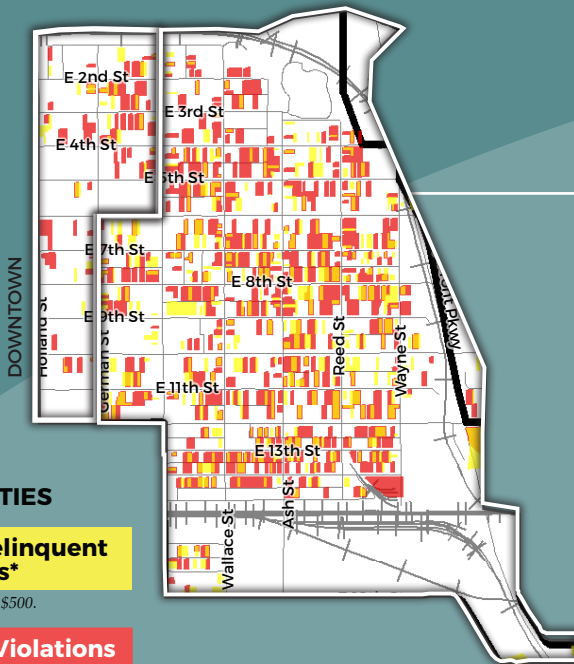 E 2nd St
E 3rd St
E 4th St
E 5th St
E 7th St
E 8th St
E 9th St
E 11th St
E 13th St
DOWNTOWN
Holland St
German St
Reed St
Wayne St
Pkwy
Ash St
Wallace St
TIES
elinquent
s*
$500.
Violations